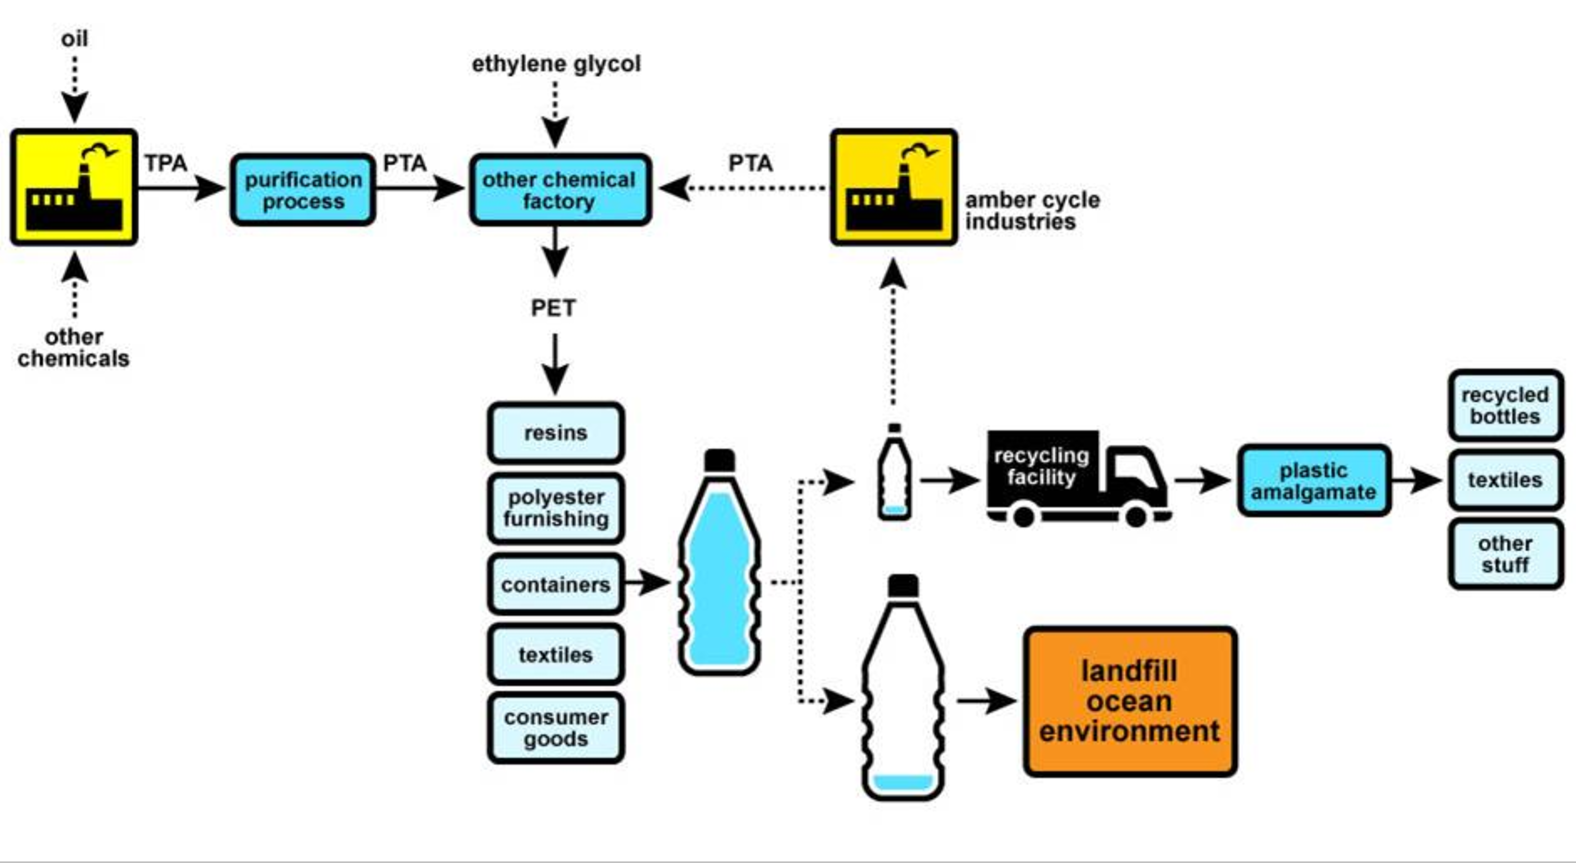 oil
ethylene glycol
TPA
purification
process
PTA
other chemical
factory
PTA
amber cycle
industries
other
chemicals
PET
resins
polyester
furnishing
containers
textiles
consumer
goods
recycling
facility
plastic
amalgamate
recycled
bottles
textiles
other
stuff
landfill
ocean
environment